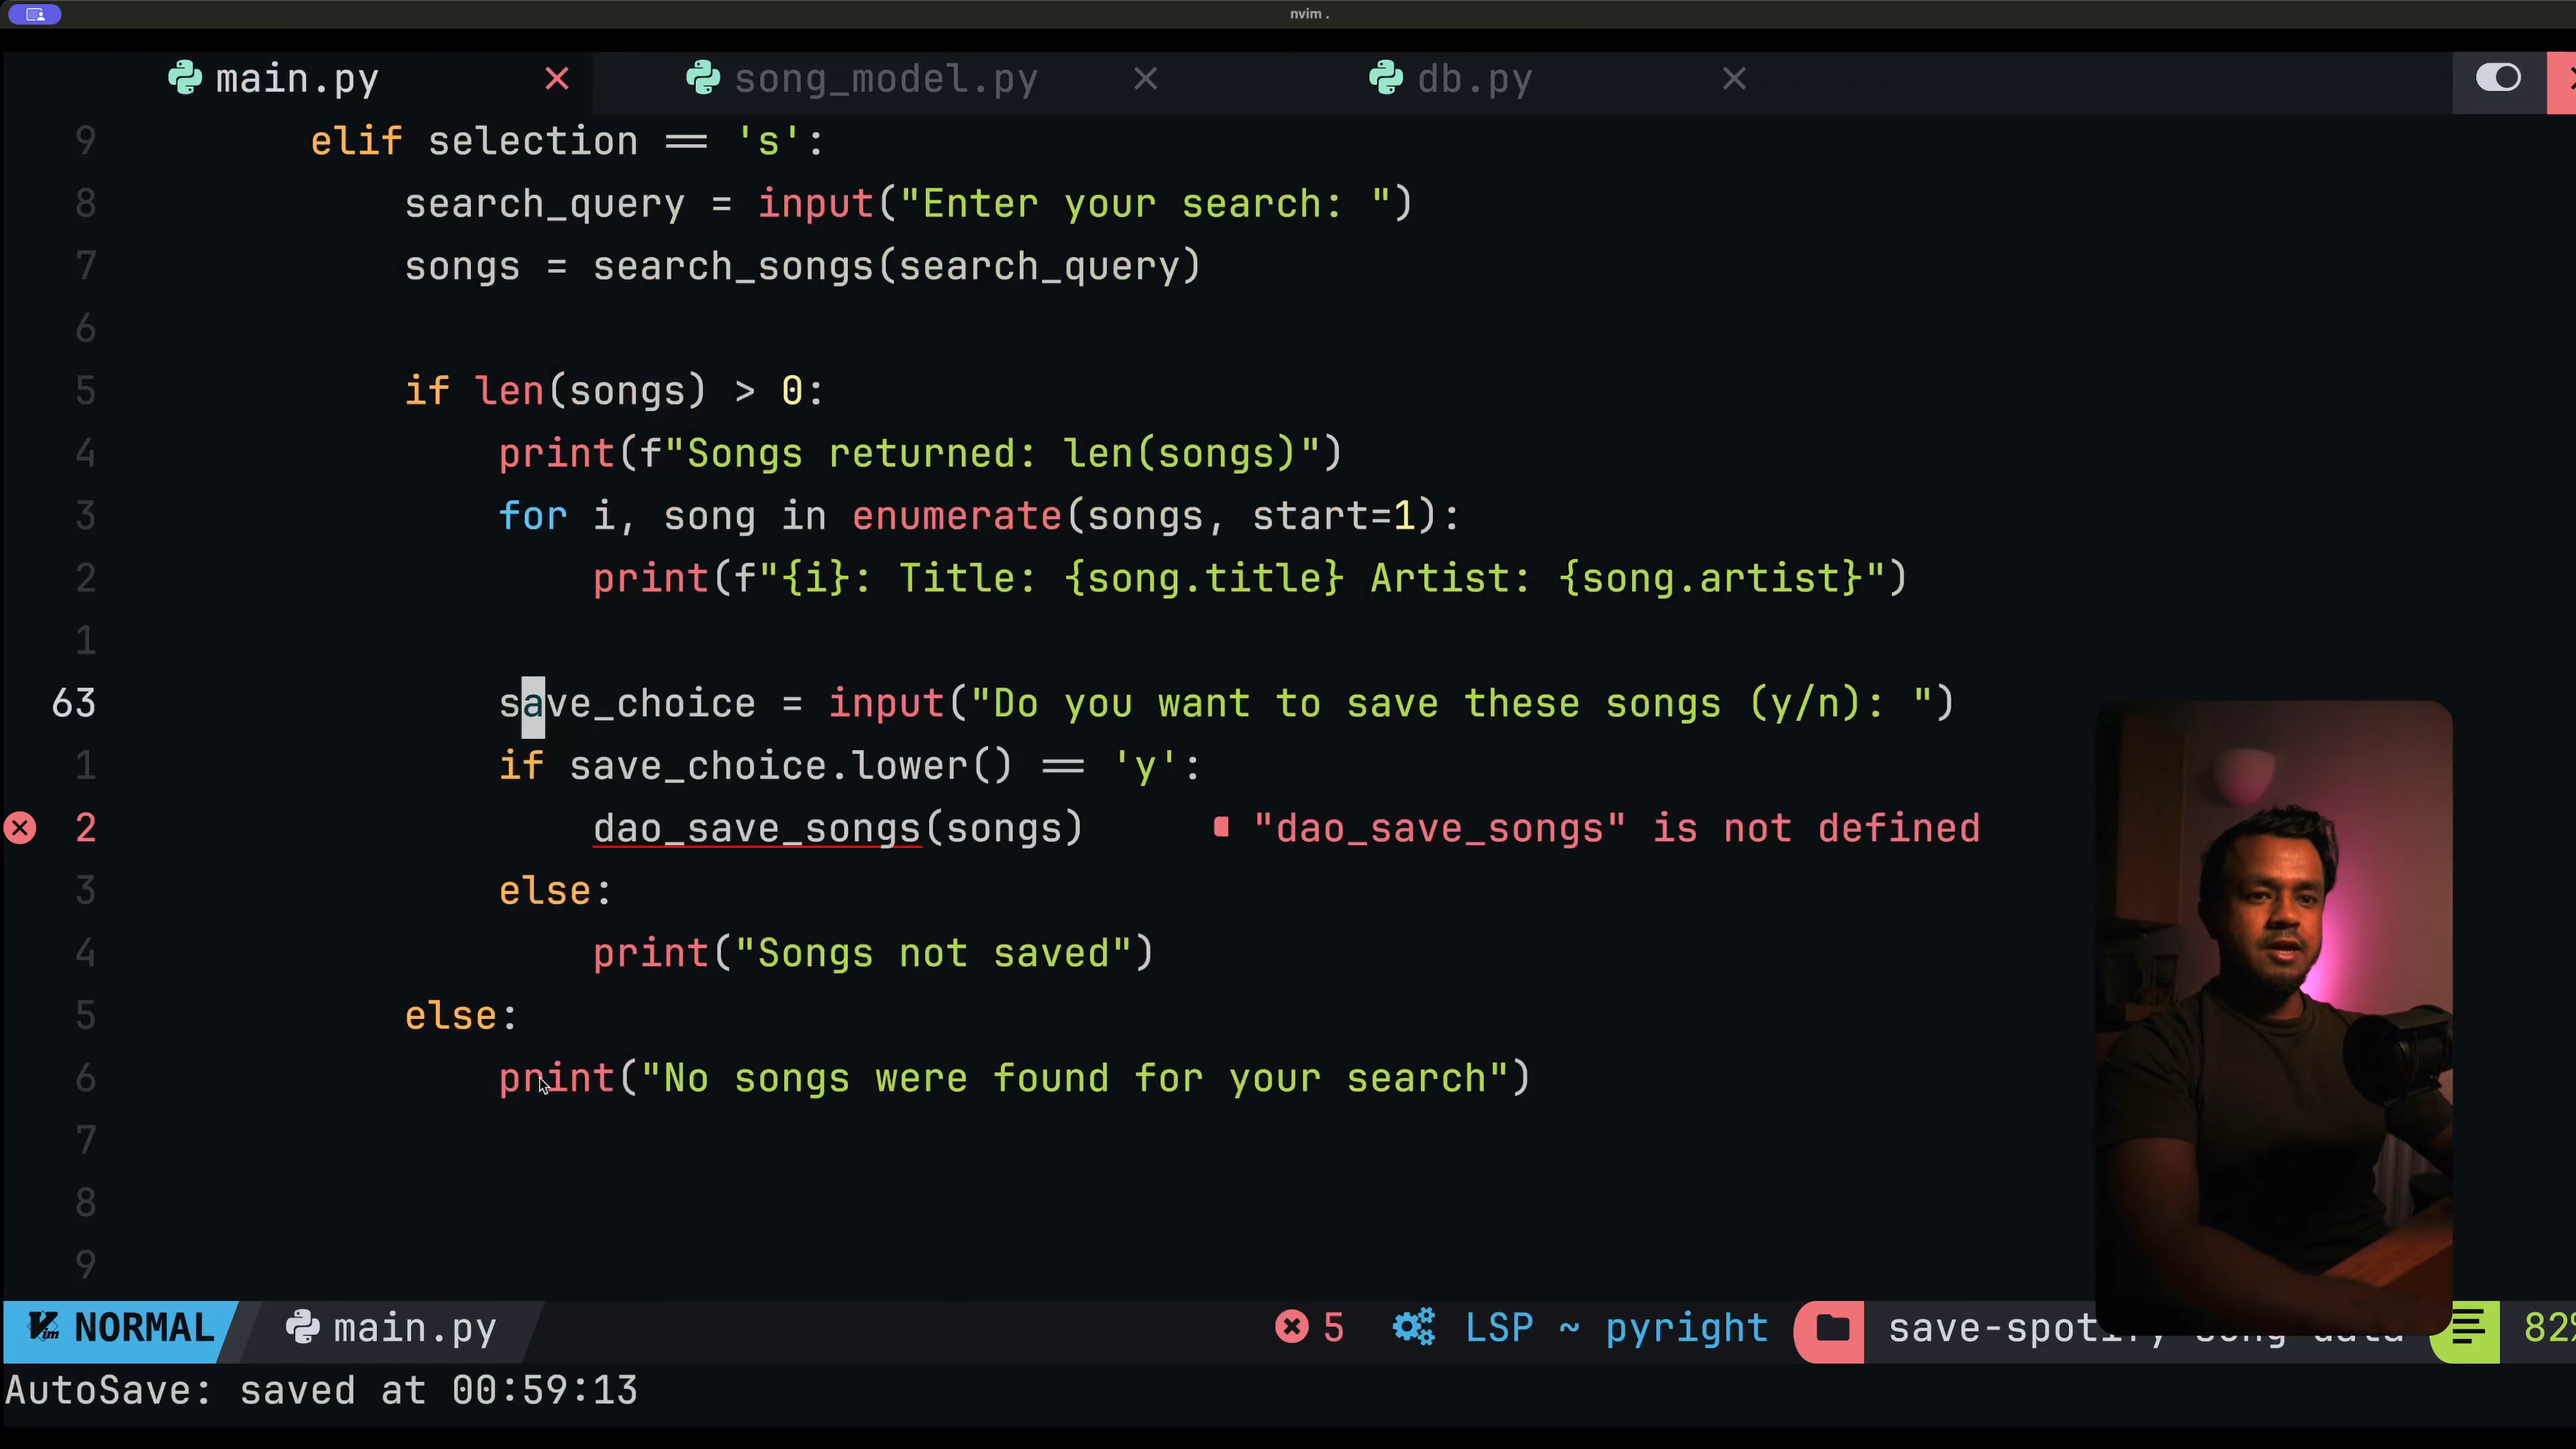 nvim .
main.py song_model.py db.py
9 elif selection == 's':
8 search_query = input("Enter your search: ")
7 songs = search_songs(search_query)
6
5 if len(songs) > 0:
4 print(f"Songs returned: len(songs)")
3 for i, song in enumerate(songs, start=1):
2 print(f"{i}: Title: {song.title} Artist: {song.artist}")
1
63 save_choice = input("Do you want to save these songs (y/n): ")
1 if save_choice.lower() == 'y':
2 dao_save_songs(songs) "dao_save_songs" is not defined
3 else:
4 print("Songs not saved")
5 else:
6 print("No songs were found for your search")
7
8
9
NORMAL main.py 5 LSP ~ pyright save-spotify song data 82%
AutoSave: saved at 00:59:13